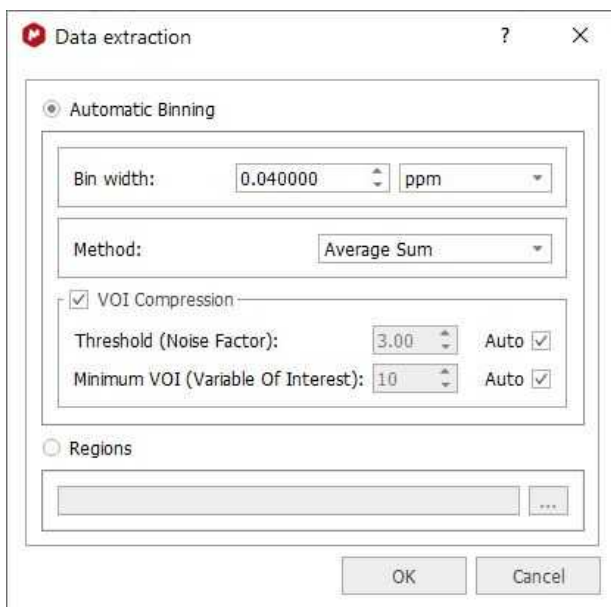 Data extraction ?
Automatic Binning
Bin width: 0.040000 ppm
Method: Average Sum
VOI Compression
Threshold (Noise Factor): 3.00 Auto
Minimum VOI (Variable Of Interest): 10 Auto
Regions
...
OK Cancel